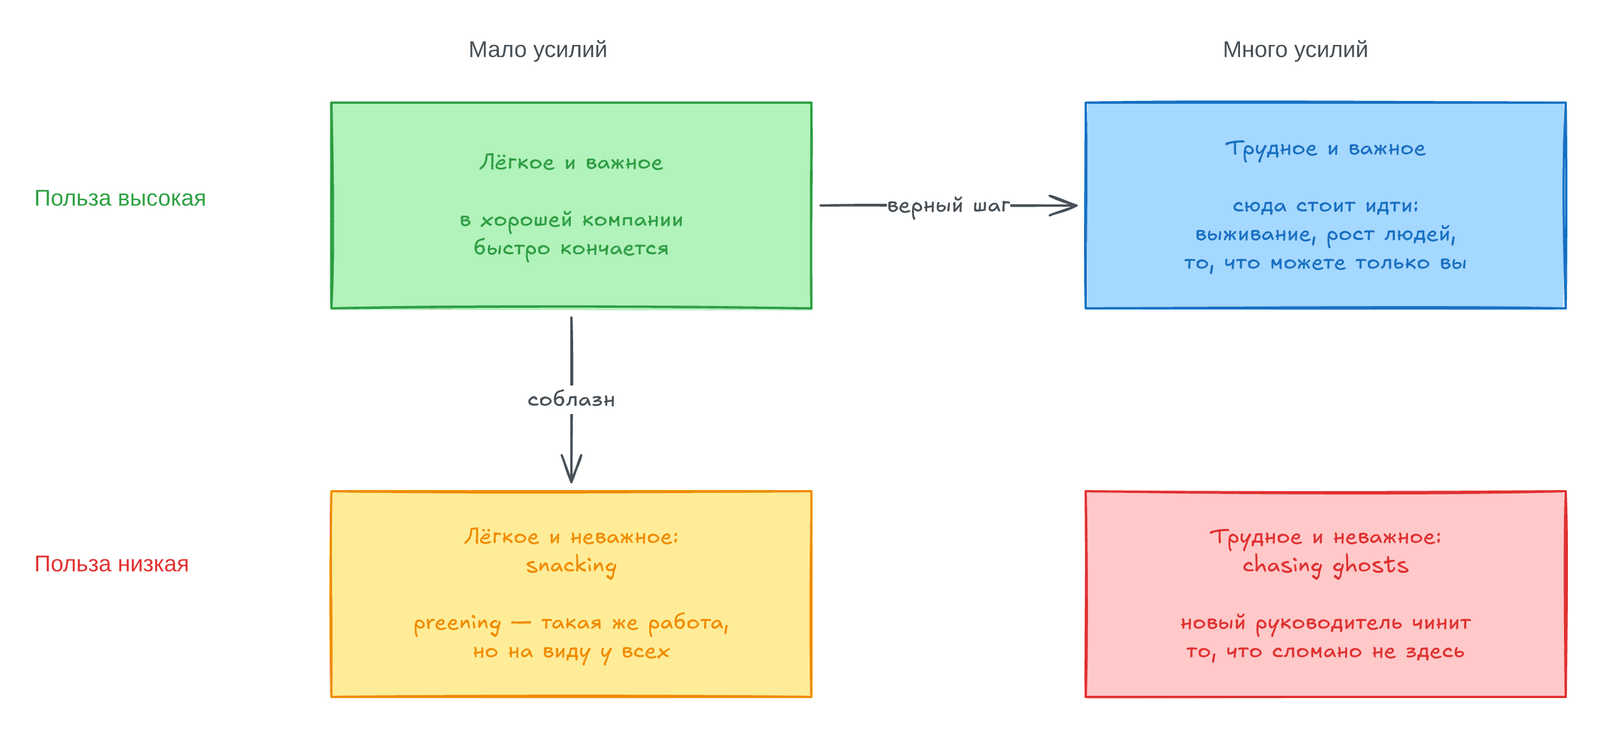 Мало усилий
Много усилий
Польза высокая
Лёгкое и важное
в хорошей компании
быстро кончается
верный шаг
Трудное и важное
сюда стоит идти:
выживание, рост людей,
то, что можете только вы
соблазн
Польза низкая
Лёгкое и неважное:
snacking
preening — такая же работа,
но на виду у всех
Трудное и неважное:
chasing ghosts
новый руководитель чинит
то, что сломано не здесь